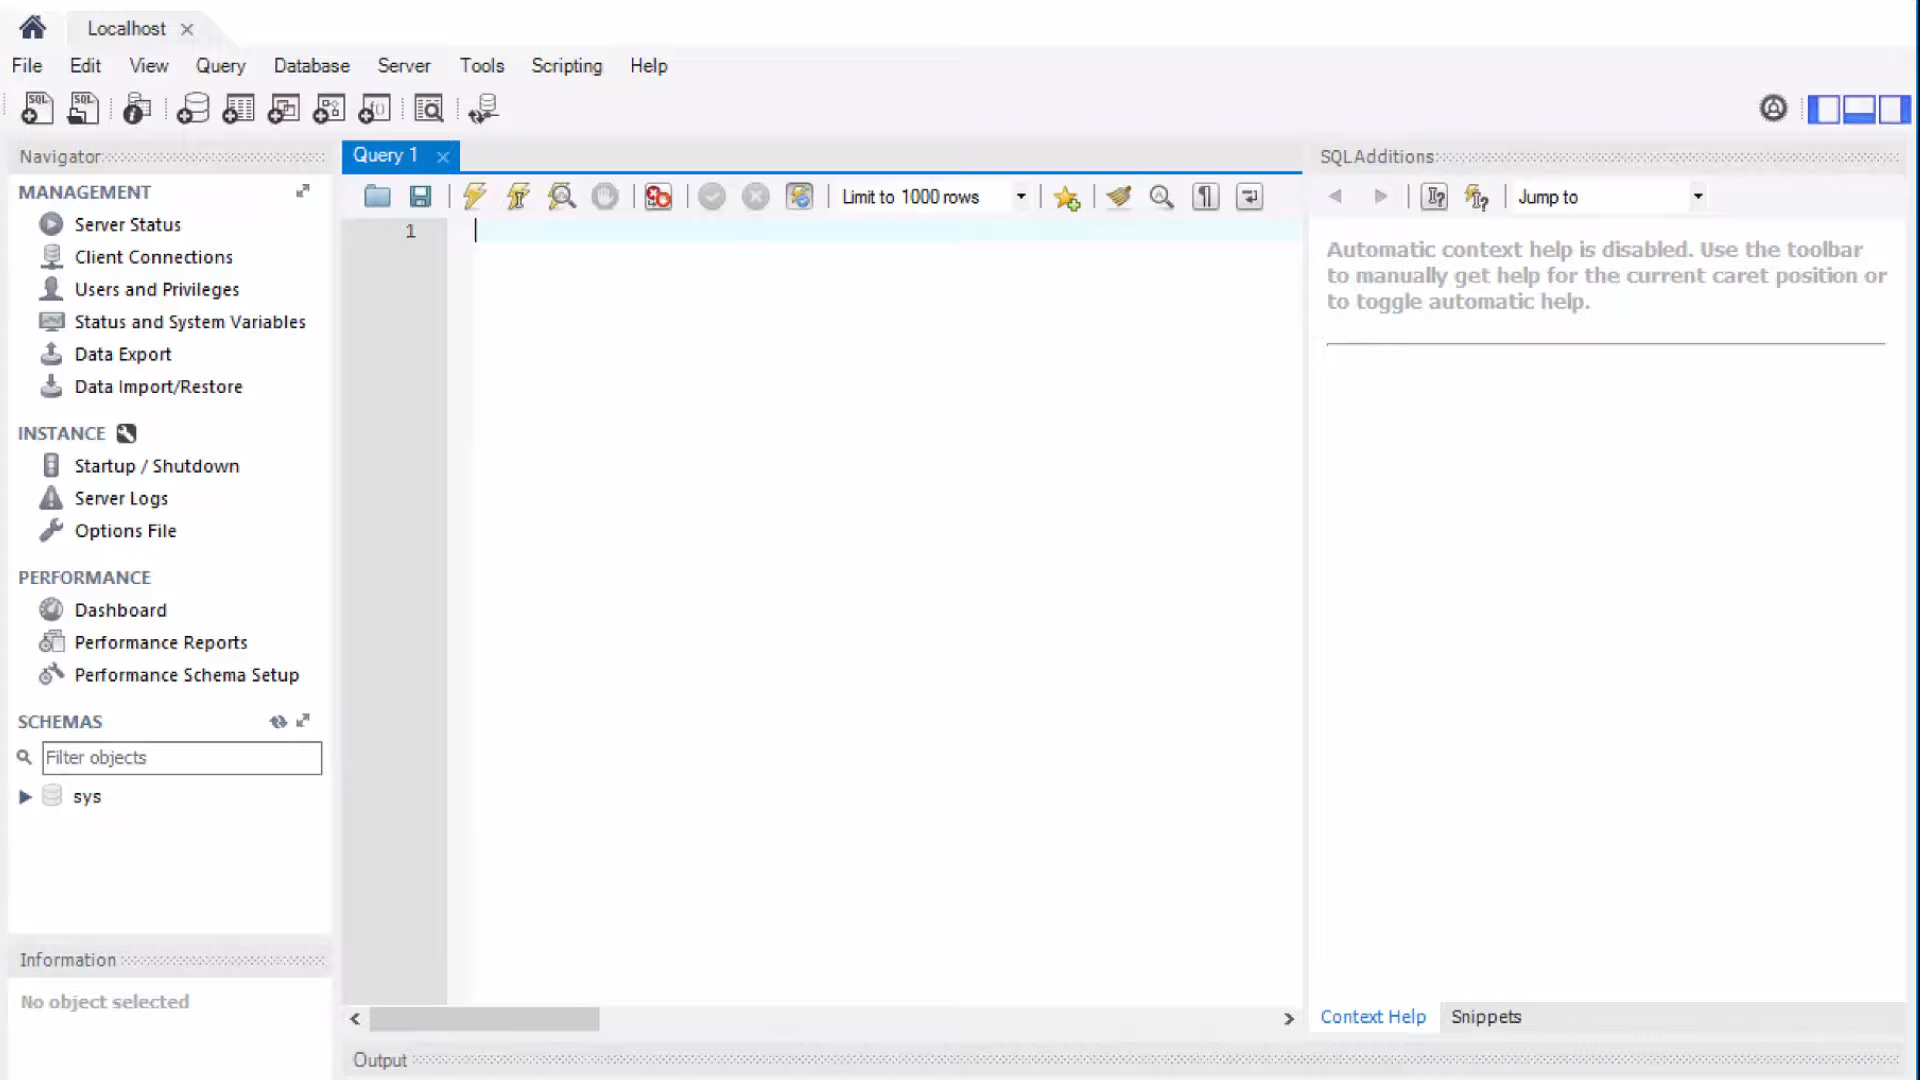 Localhost
File Edit View Query Database Server Tools Scripting Help
SQL SQL
Navigator
MANAGEMENT
Server Status
Client Connections
Users and Privileges
Status and System Variables
Data Export
Data Import/Restore
INSTANCE
Startup / Shutdown
Server Logs
Options File
PERFORMANCE
Dashboard
Performance Reports
Performance Schema Setup
SCHEMAS
Filter objects
sys
Information
No object selected
Query 1
Limit to 1000 rows
1
Output
SQLAdditions
Jump to
Automatic context help is disabled. Use the toolbar
to manually get help for the current caret position or
to toggle automatic help.
Context Help Snippets